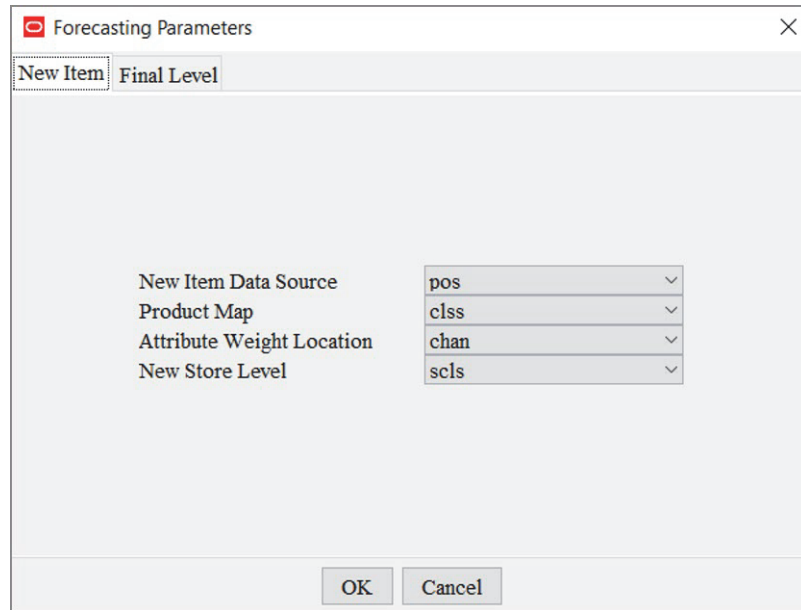 Forecasting Parameters
New Item Final Level
New Item Data Source pos
Product Map clss
Attribute Weight Location chan
New Store Level scls
OK Cancel